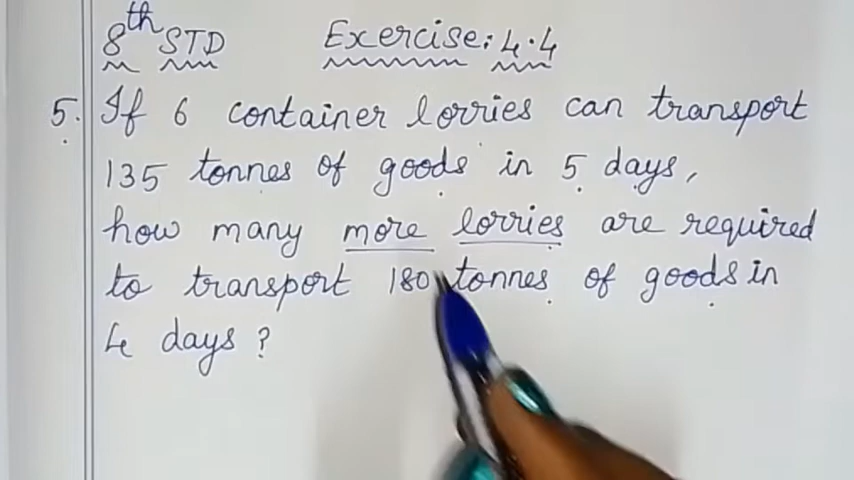 8th STD Exercise: 4.4
5. If 6 container lorries can transport
135 tonnes of goods in 5 days,
how many more lorries are required
to transport 180 tonnes of goods in
4 days?